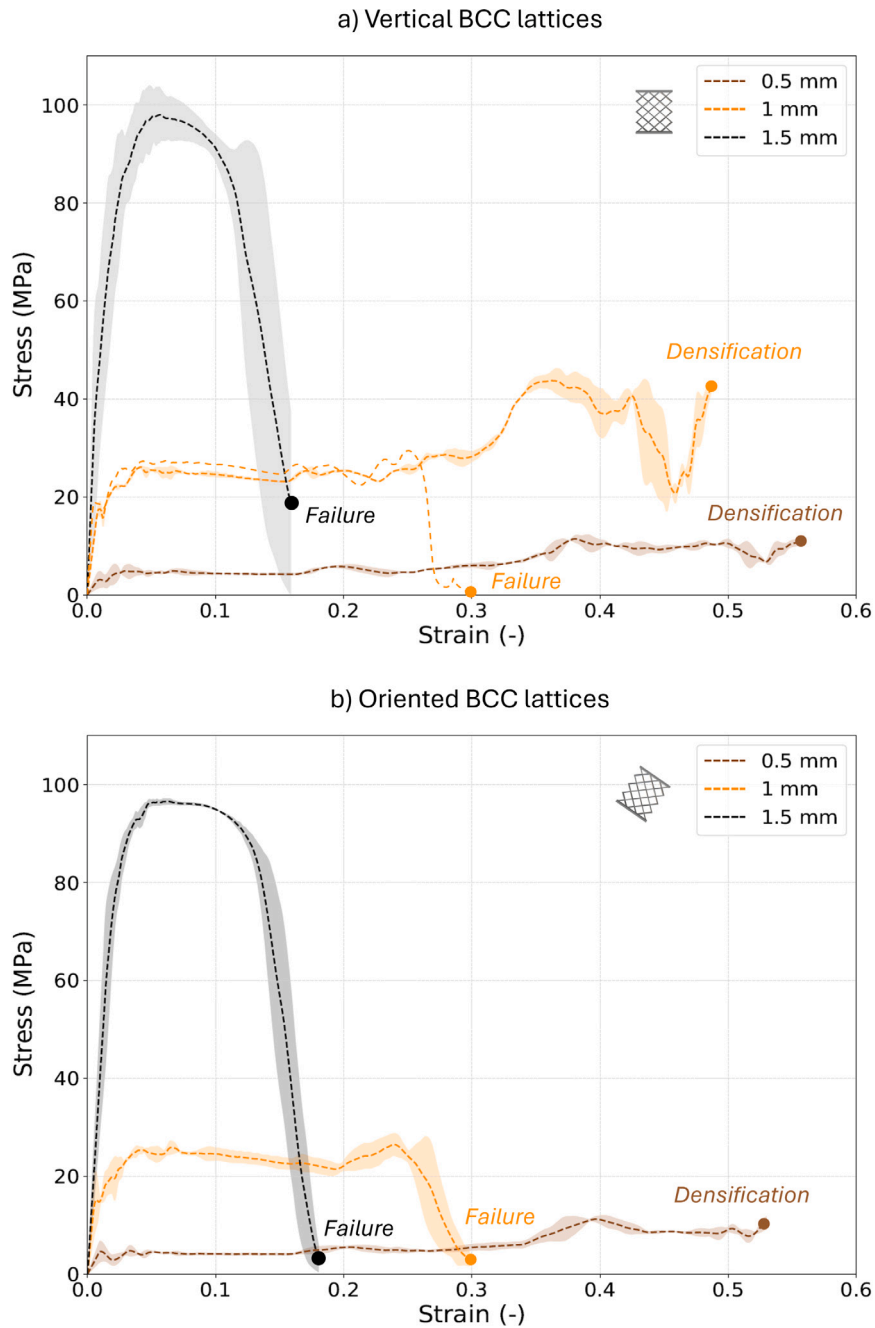 a) Vertical BCC lattices
0.5 mm
1 mm
1.5 mm
Stress (MPa)
100
80
60
40
20
0
Densification
Densification
Failure
Failure
0.0 0.1 0.2 0.3 0.4 0.5 0.6
Strain (-)
b) Oriented BCC lattices
0.5 mm
1 mm
1.5 mm
Stress (MPa)
100
80
60
40
20
0
Densification
Failure
Failure
0.0 0.1 0.2 0.3 0.4 0.5 0.6
Strain (-)